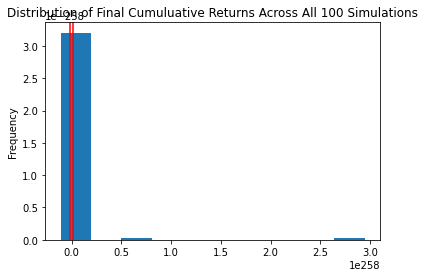 Distribution of Final Cumuluative Returns Across All 100 Simulations
1e−258
3.0
2.5
2.0
1.5
1.0
0.5
0.0
Frequency
0.0 0.5 1.0 1.5 2.0 2.5 3.0
1e258